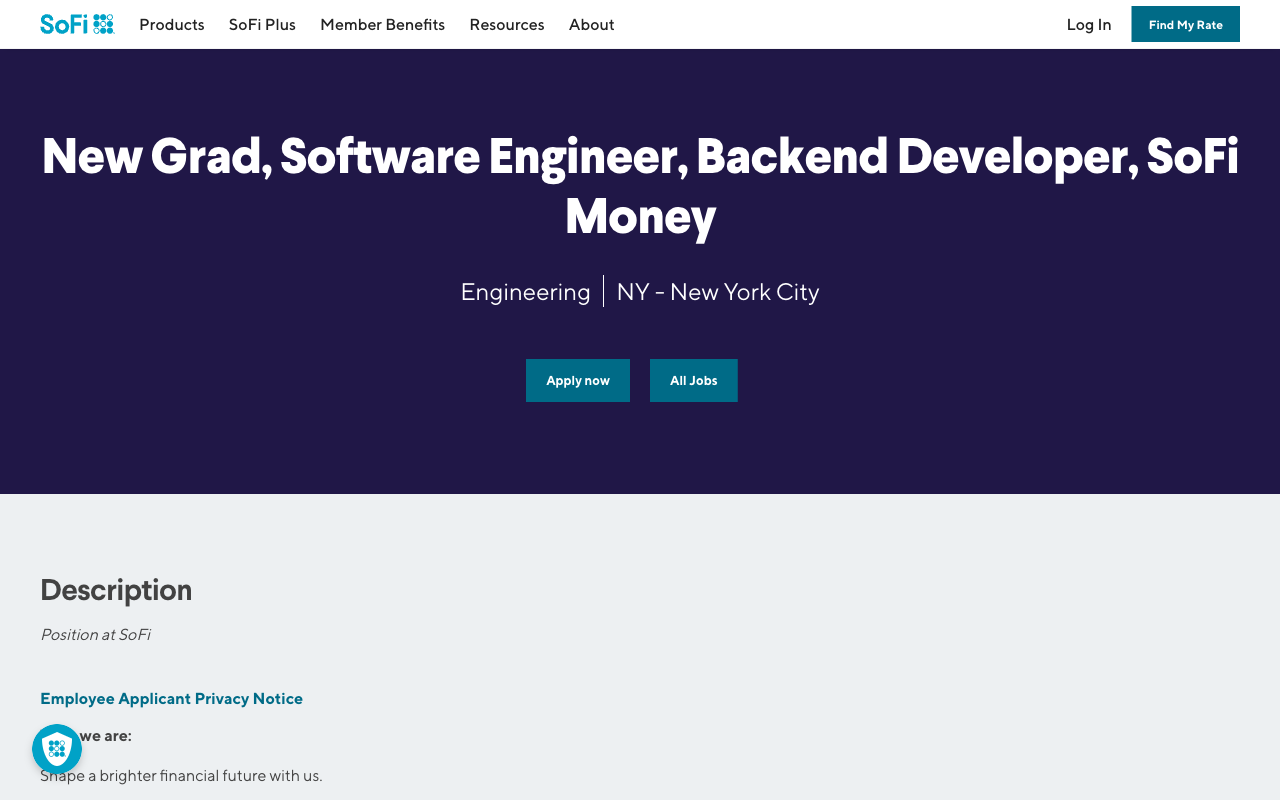 SoFi
Products
SoFi Plus
Member Benefits
Resources
About
Log In
Find My Rate
New Grad, Software Engineer, Backend Developer, SoFi
Money
Engineering
NY - New York City
Apply now
All Jobs
Description
Position at SoFi
Employee Applicant Privacy Notice
we are:
Shape a brighter financial future with us.